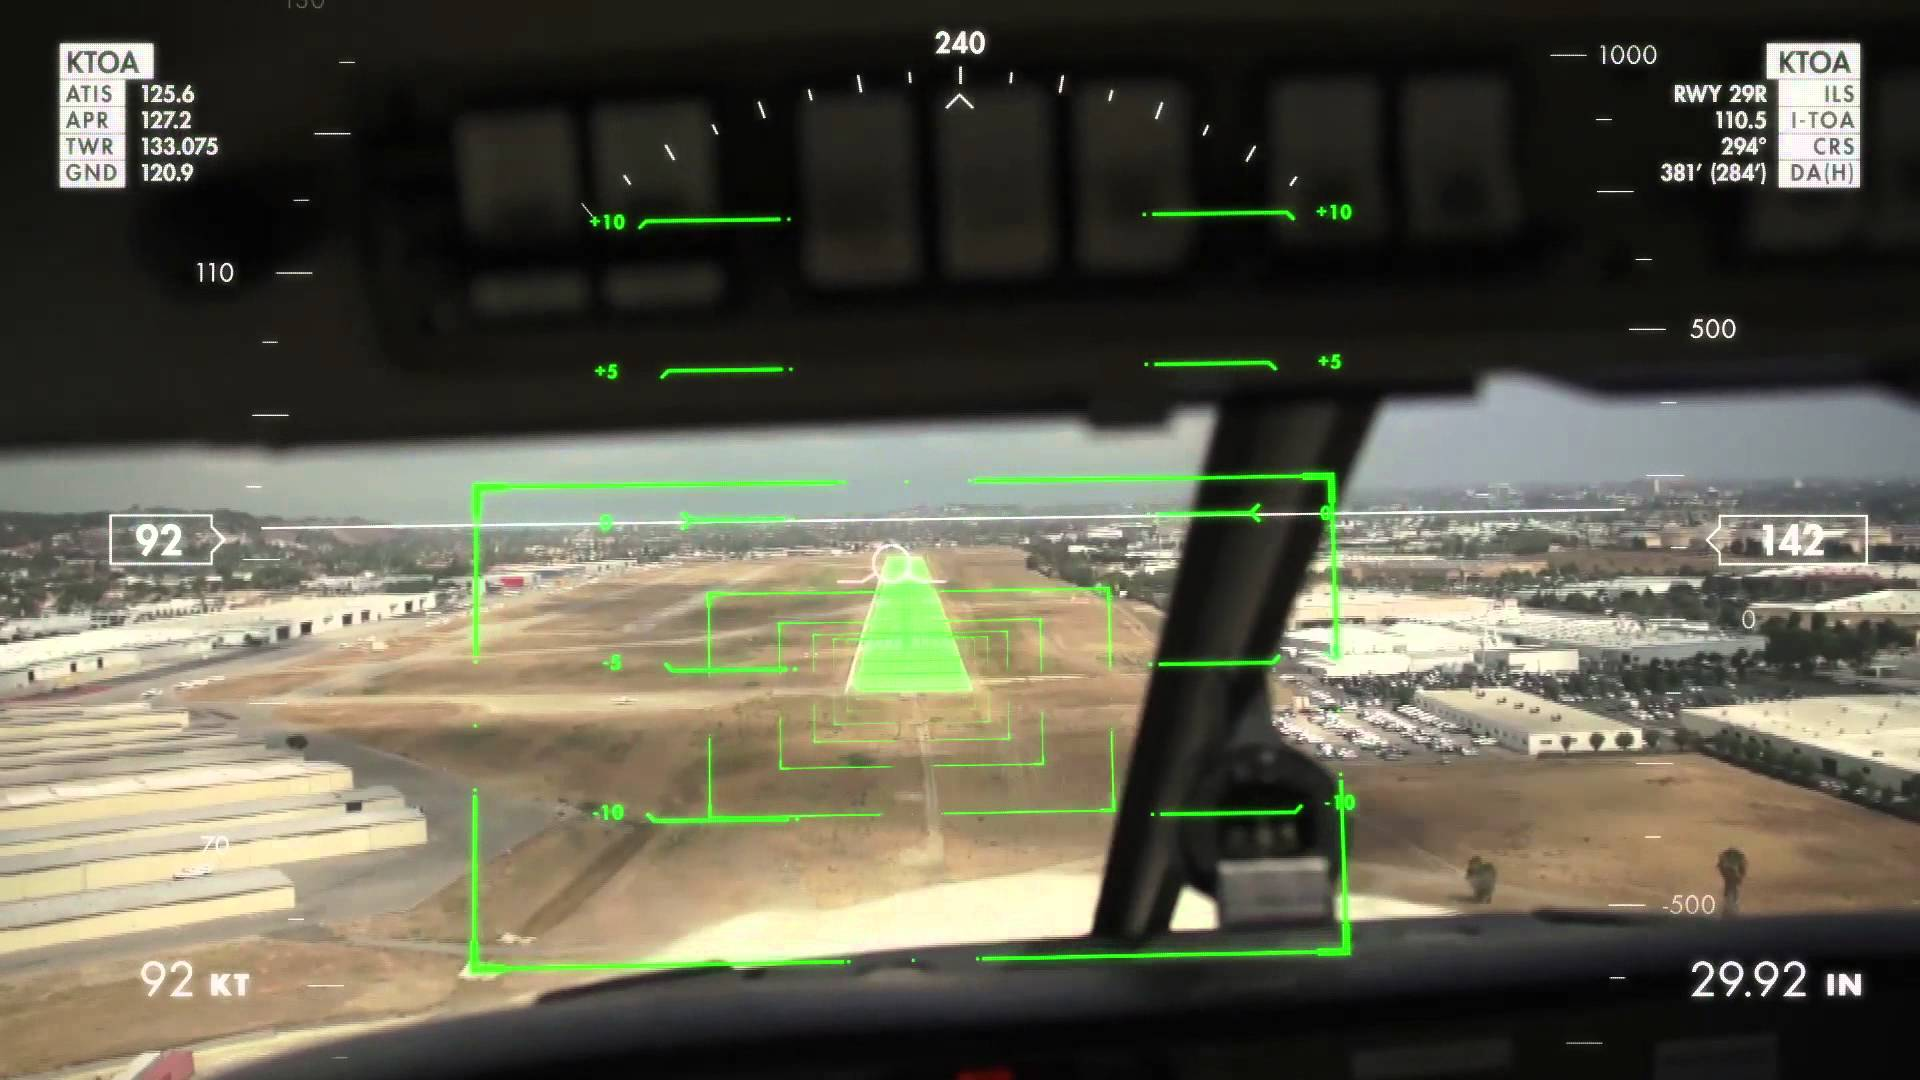 130
240
KTOA
ATIS 125.6
APR 127.2
TWR 133.075
GND 120.9
1000
KTOA
RWY 29R ILS
110.5 I-TOA
294° CRS
381' (284') DA(H)
+10 +10
110
500
+5 +5
0 0
92
142
0
-5
-10 -10
70
-500
92 KT
29.92 IN